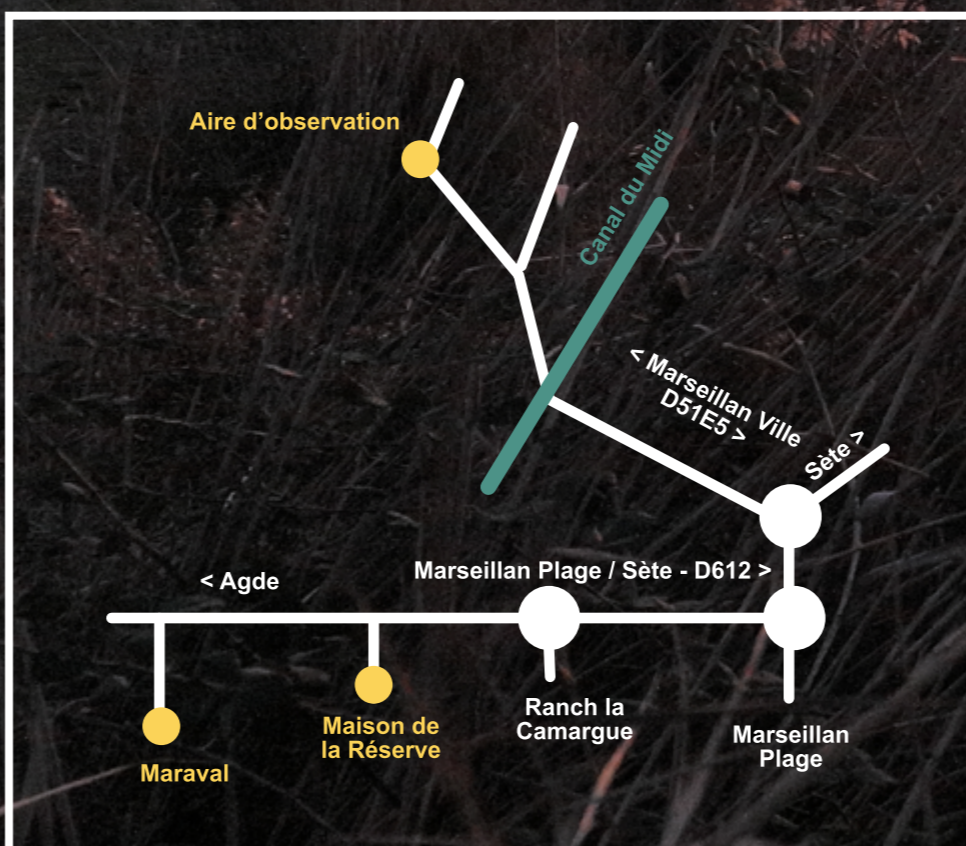 Aire d’observation
Canal du Midi
< Marseillan Ville
D51E5 >
Sète >
Marseillan Plage / Sète - D612 >
< Agde
Ranch la
Camargue
Maison de
la Réserve
Marseillan
Plage
Maraval